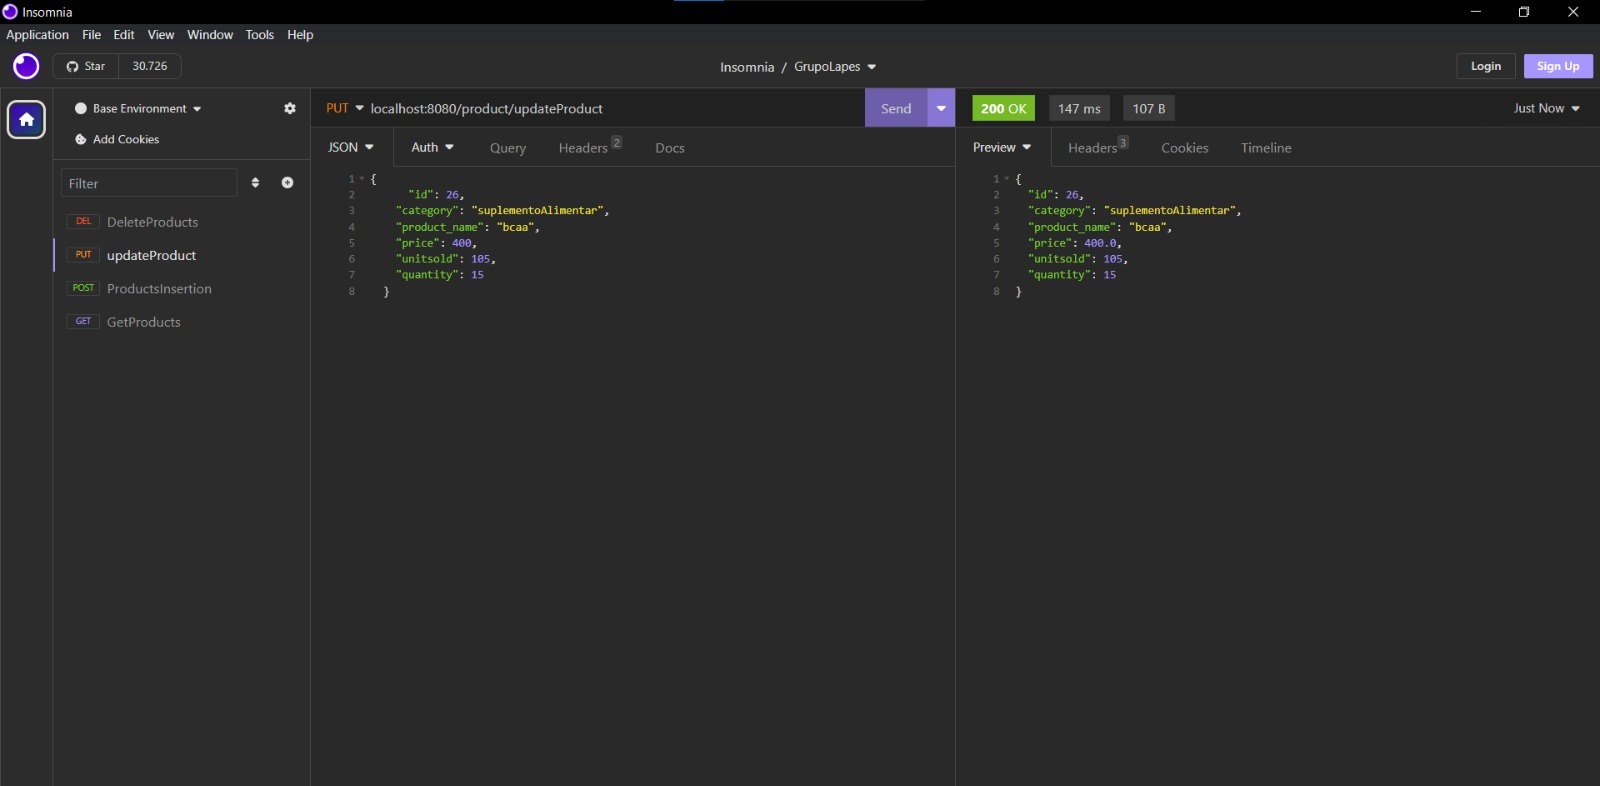 Insomnia
Application File Edit View Window Tools Help
Star 30.726
Insomnia / GrupoLapes
Login Sign Up
Base Environment
Add Cookies
Filter
DEL DeleteProducts
PUT updateProduct
POST ProductsInsertion
GET GetProducts
PUT localhost:8080/product/updateProduct Send
JSON Auth Query Headers 2 Docs
1 {
2 "id": 26,
3 "category": "suplementoAlimentar",
4 "product_name": "bcaa",
5 "price": 400,
6 "unitsold": 105,
7 "quantity": 15
8 }
200 OK 147 ms 107 B Just Now
Preview Headers 3 Cookies Timeline
1 {
2 "id": 26,
3 "category": "suplementoAlimentar",
4 "product_name": "bcaa",
5 "price": 400.0,
6 "unitsold": 105,
7 "quantity": 15
8 }